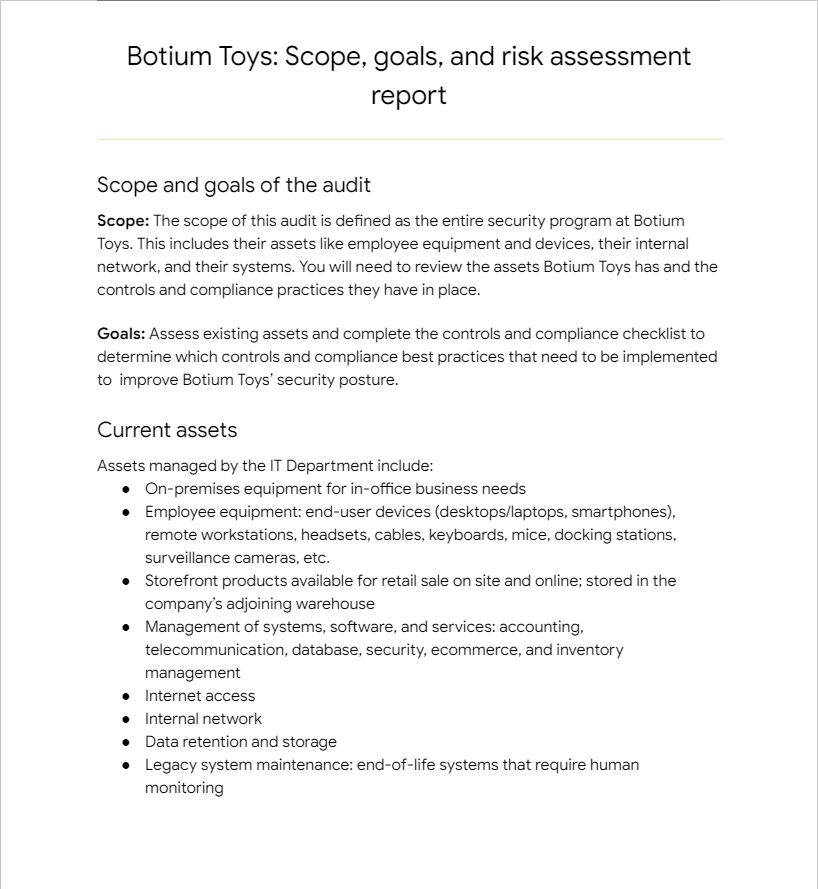 Botium Toys: Scope, goals, and risk assessment
report
Scope and goals of the audit
Scope: The scope of this audit is defined as the entire security program at Botium
Toys. This includes their assets like employee equipment and devices, their internal
network, and their systems. You will need to review the assets Botium Toys has and the
controls and compliance practices they have in place.
Goals: Assess existing assets and complete the controls and compliance checklist to
determine which controls and compliance best practices that need to be implemented
to  improve Botium Toys’ security posture.
Current assets
Assets managed by the IT Department include:
● On-premises equipment for in-office business needs
● Employee equipment: end-user devices (desktops/laptops, smartphones),
remote workstations, headsets, cables, keyboards, mice, docking stations,
surveillance cameras, etc.
● Storefront products available for retail sale on site and online; stored in the
company’s adjoining warehouse
● Management of systems, software, and services: accounting,
telecommunication, database, security, ecommerce, and inventory
management
● Internet access
● Internal network
● Data retention and storage
● Legacy system maintenance: end-of-life systems that require human
monitoring